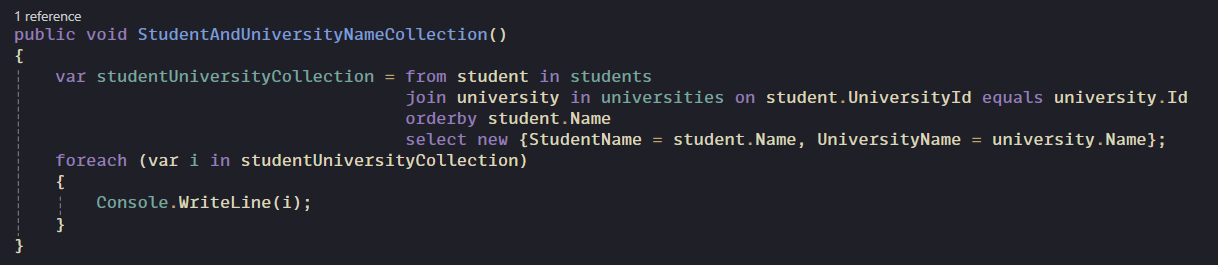 1 reference
public void StudentAndUniversityNameCollection()
{
var studentUniversityCollection = from student in students
join university in universities on student.UniversityId equals university.Id
orderby student.Name
select new {StudentName = student.Name, UniversityName = university.Name};
foreach (var i in studentUniversityCollection)
{
Console.WriteLine(i);
}
}